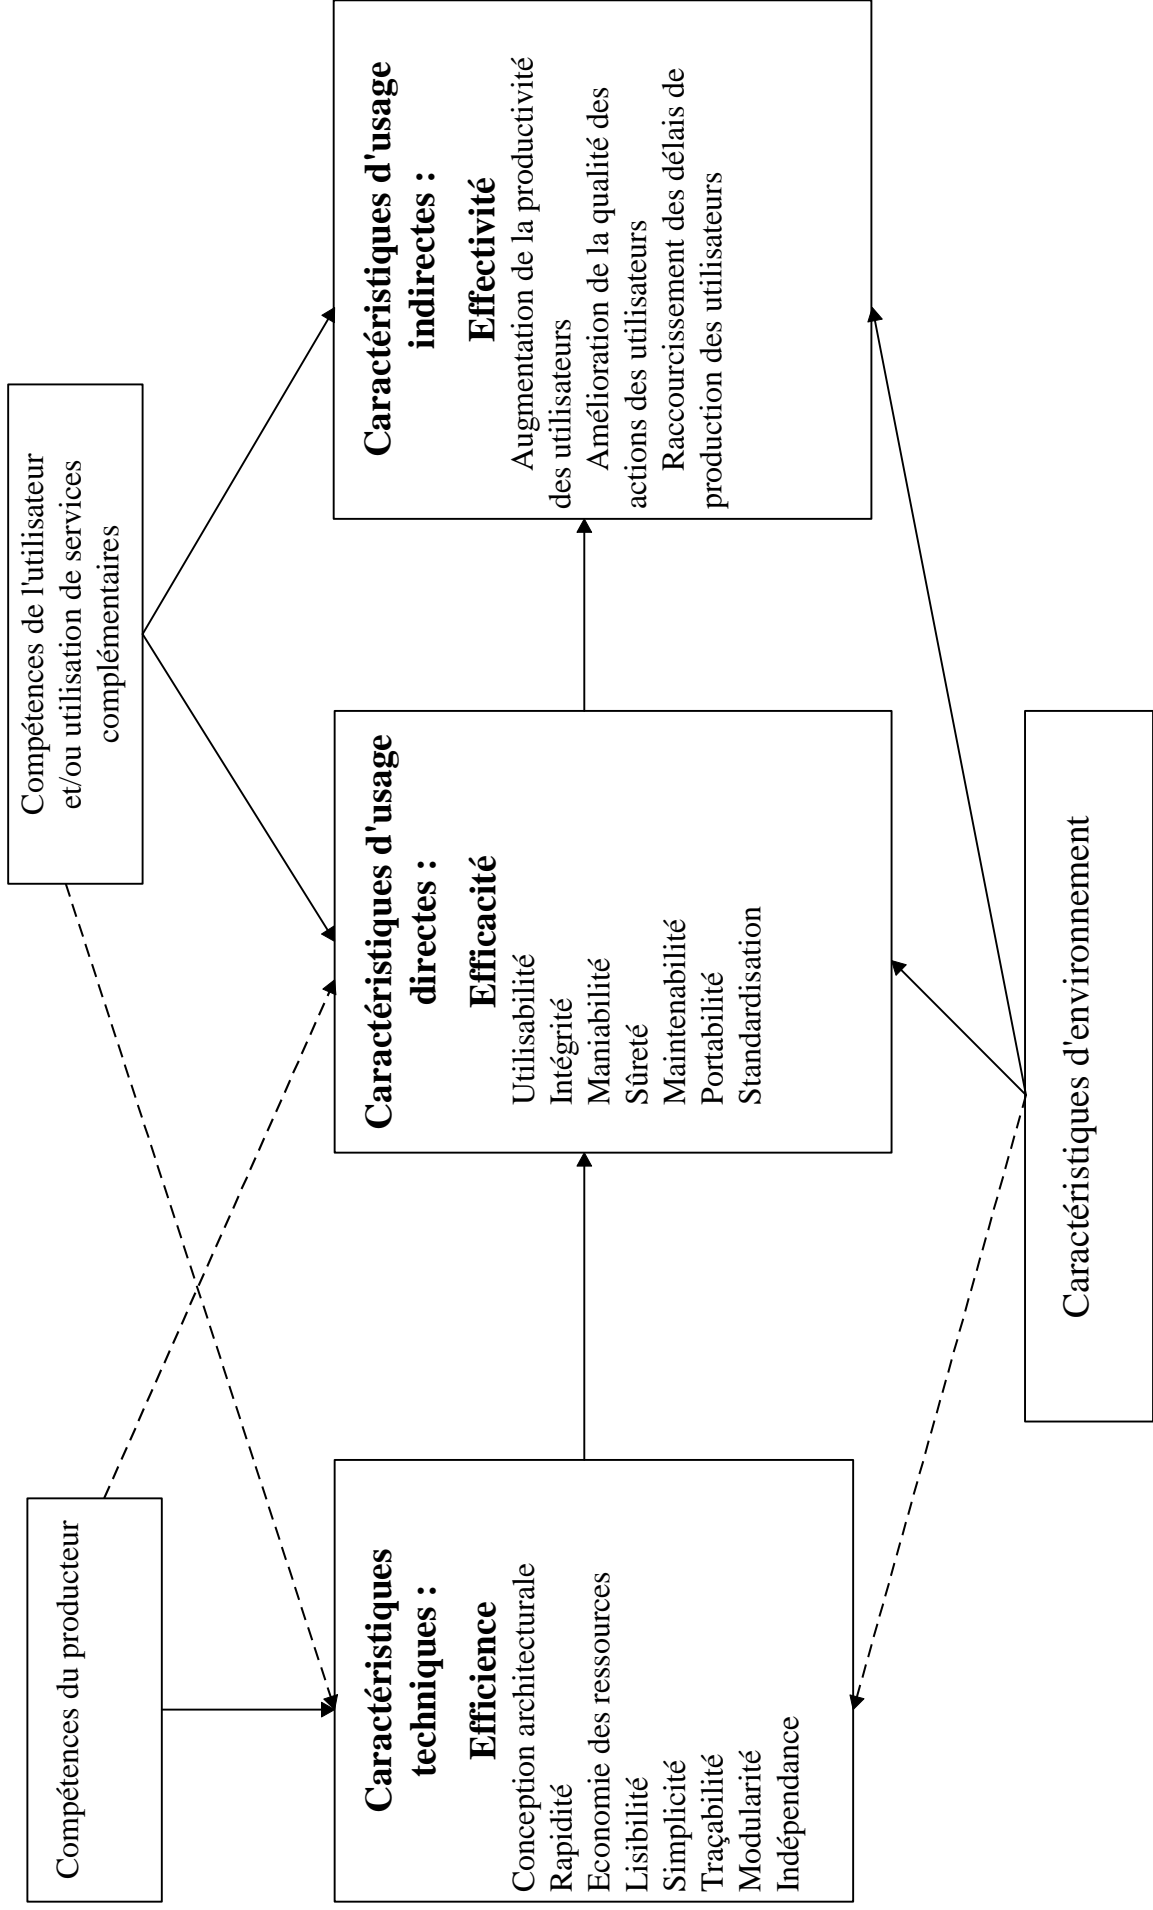 Compétences du producteur
Compétences de l'utilisateur
et/ou utilisation de services
complémentaires
Caractéristiques
techniques :
Efficience
Conception architecturale
Rapidité
Economie des ressources
Lisibilité
Simplicité
Traçabilité
Modularité
Indépendance
Caractéristiques d'usage
directes :
Efficacité
Utilisabilité
Intégrité
Maniabilité
Sûreté
Maintenabilité
Portabilité
Standardisation
Caractéristiques d'usage
indirectes :
Effectivité
Augmentation de la productivité
des utilisateurs
Amélioration de la qualité des
actions des utilisateurs
Raccourcissement des délais de
production des utilisateurs
Caractéristiques d'environnement